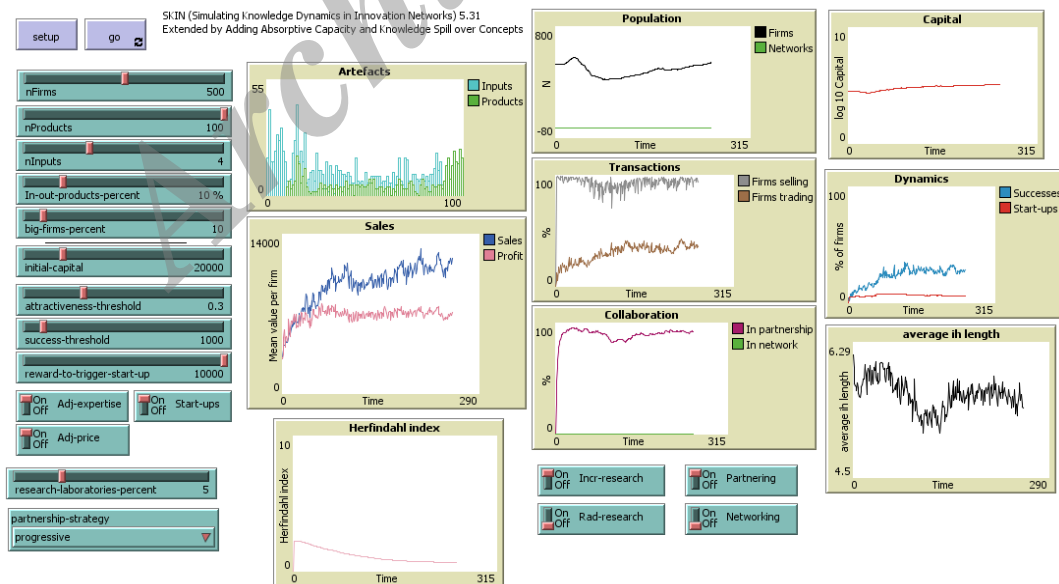 SKIN (Simulating Knowledge Dynamics in Innovation Networks) 5.31
Extended by Adding Absorptive Capacity and Knowledge Spill over Concepts
setup
go
nFirms 500
nProducts 100
nInputs 4
In-out-products-percent 10 %
big-firms-percent 10
initial-capital 20000
attractiveness-threshold 0.3
success-threshold 1000
reward-to-trigger-start-up 10000
On
Off
Adj-expertise
On
Off
Start-ups
On
Off
Adj-price
research-laboratories-percent 5
partnership-strategy
progressive
Artefacts
55
0
0
100
Inputs
Products
Sales
14000
Mean value per firm
0
0
Time
290
Sales
Profit
Herfindahl index
10
Herfindahl index
0
0
Time
315
Population
800
N
-80
0
Time
315
Firms
Networks
Transactions
100
%
0
0
Time
315
Firms selling
Firms trading
Collaboration
100
%
0
0
Time
315
In partnership
In network
On
Off
Incr-research
On
Off
Partnering
On
Off
Rad-research
On
Off
Networking
Capital
10
log 10 Capital
0
0
Time
315
Dynamics
100
% of firms
0
0
Time
315
Successes
Start-ups
average ih length
6.29
average ih length
4.5
0
Time
290
Arch